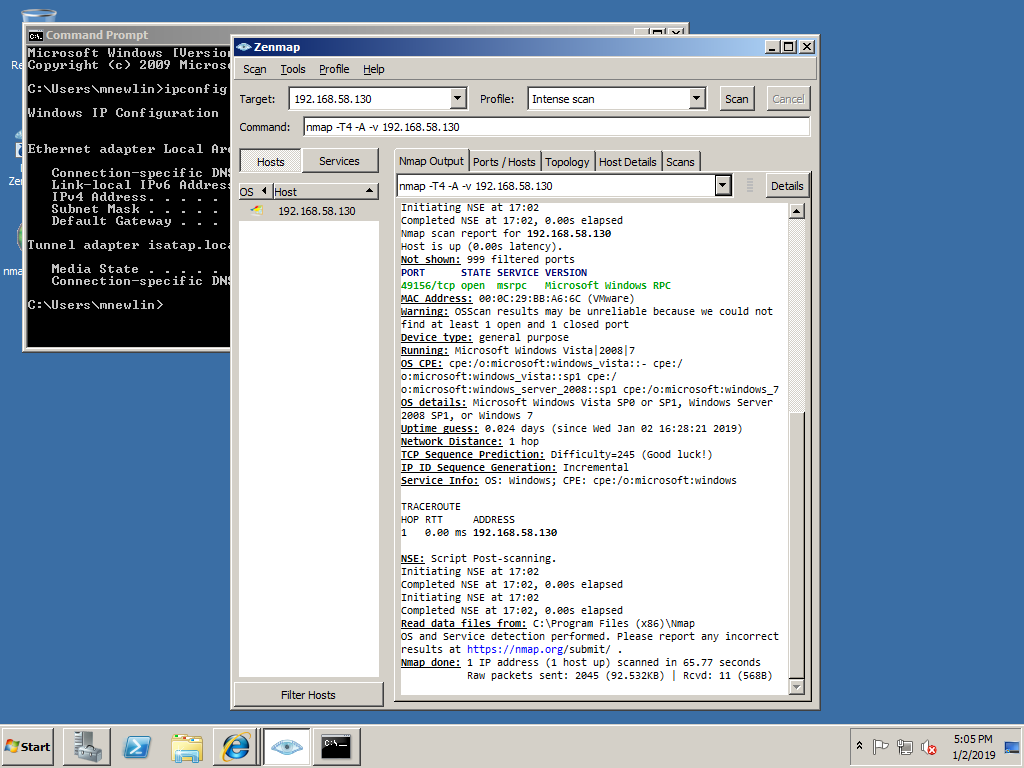 Command Prompt
Microsoft Windows [Version
Copyright (c) 2009 Micros
C:\Users\mnewlin>ipconfig
Windows IP Configuration
Ethernet adapter Local Are
Connection-specific DNS
Link-local IPv6 Address
IPv4 Address. . . . .
Subnet Mask . . . . .
Default Gateway . . .
Tunnel adapter isatap.loca
Media State . . . . .
Connection-specific DNS
C:\Users\mnewlin>
Re
Zen
nma
Zenmap
Scan Tools Profile Help
Target: 192.168.58.130 Profile: Intense scan Scan Cancel
Command: nmap -T4 -A -v 192.168.58.130
Hosts Services
OS Host
192.168.58.130
Filter Hosts
Nmap Output Ports / Hosts Topology Host Details Scans
nmap -T4 -A -v 192.168.58.130 Details
Initiating NSE at 17:02
Completed NSE at 17:02, 0.00s elapsed
Nmap scan report for 192.168.58.130
Host is up (0.00s latency).
Not shown: 999 filtered ports
PORT STATE SERVICE VERSION
49156/tcp open msrpc Microsoft Windows RPC
MAC Address: 00:0C:29:BB:A6:6C (VMware)
Warning: OSScan results may be unreliable because we could not
find at least 1 open and 1 closed port
Device type: general purpose
Running: Microsoft Windows Vista|2008|7
OS CPE: cpe:/o:microsoft:windows_vista::- cpe:/
o:microsoft:windows_vista::sp1 cpe:/
o:microsoft:windows_server_2008::sp1 cpe:/o:microsoft:windows_7
OS details: Microsoft Windows Vista SP0 or SP1, Windows Server
2008 SP1, or Windows 7
Uptime guess: 0.024 days (since Wed Jan 02 16:28:21 2019)
Network Distance: 1 hop
TCP Sequence Prediction: Difficulty=245 (Good luck!)
IP ID Sequence Generation: Incremental
Service Info: OS: Windows; CPE: cpe:/o:microsoft:windows
TRACEROUTE
HOP RTT ADDRESS
1 0.00 ms 192.168.58.130
NSE: Script Post-scanning.
Initiating NSE at 17:02
Completed NSE at 17:02, 0.00s elapsed
Initiating NSE at 17:02
Completed NSE at 17:02, 0.00s elapsed
Read data files from: C:\Program Files (x86)\Nmap
OS and Service detection performed. Please report any incorrect
results at https://nmap.org/submit/ .
Nmap done: 1 IP address (1 host up) scanned in 65.77 seconds
Raw packets sent: 2045 (92.532KB) | Rcvd: 11 (568B)
Start
5:05 PM
1/2/2019